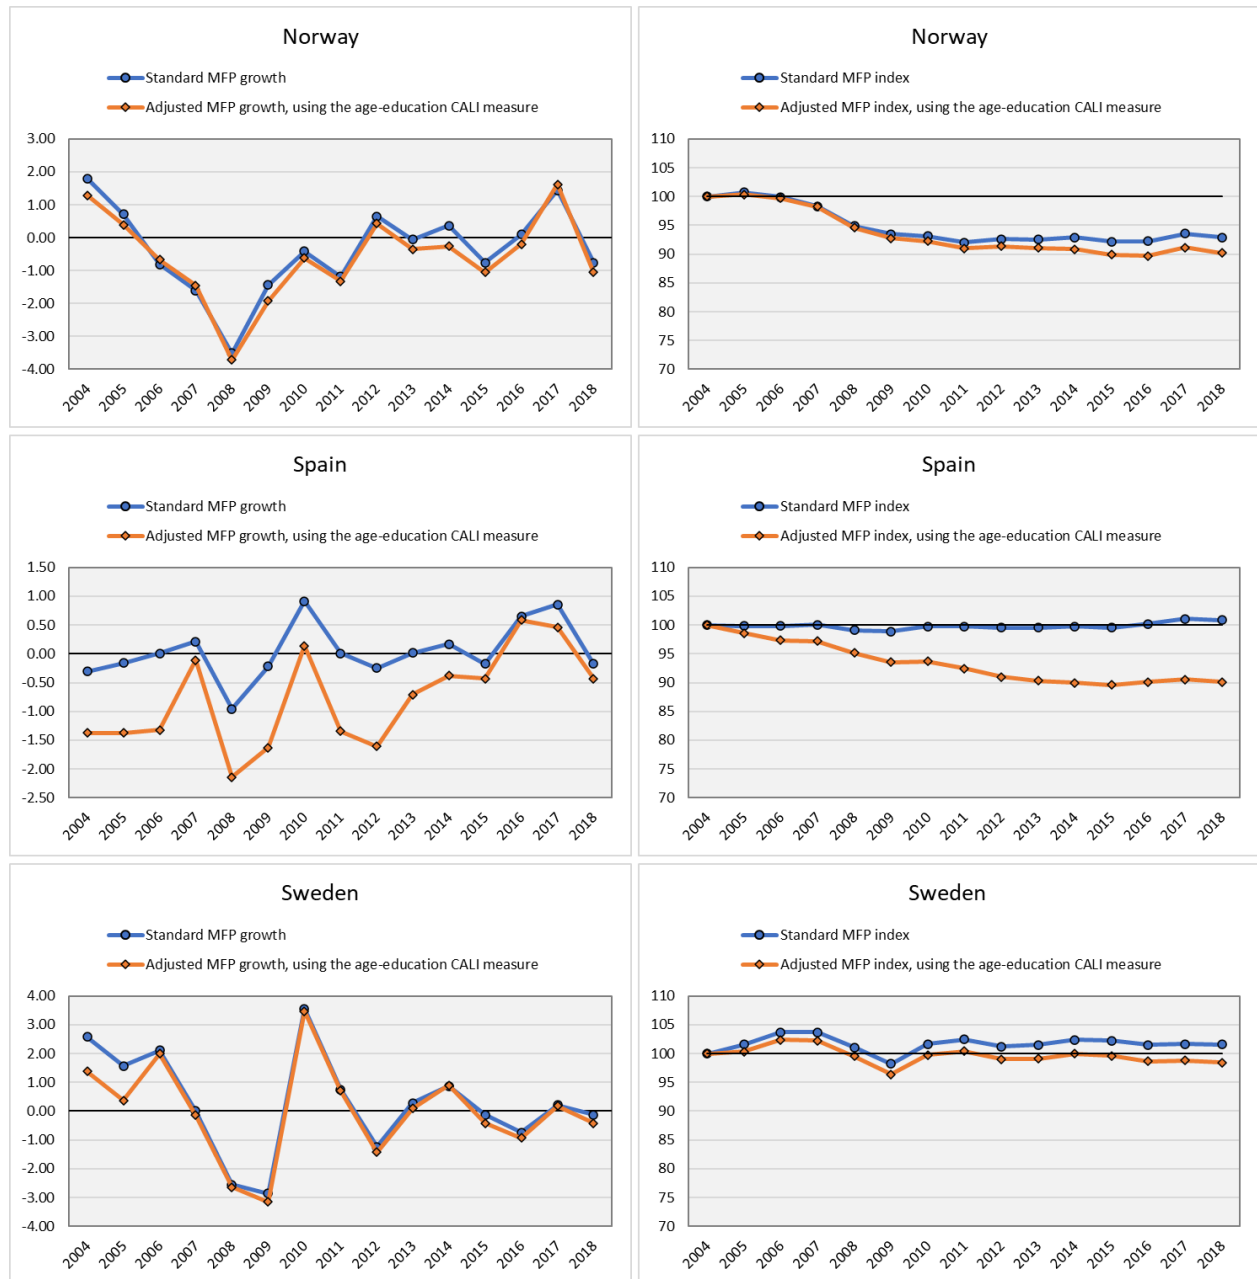 Norway
Standard MFP growth
Adjusted MFP growth, using the age-education CALI measure
3.00
2.00
1.00
0.00
-1.00
-2.00
-3.00
-4.00
2004 2005 2006 2007 2008 2009 2010 2011 2012 2013 2014 2015 2016 2017 2018
Norway
Standard MFP index
Adjusted MFP index, using the age-education CALI measure
110
105
100
95
90
85
80
75
70
2004 2005 2006 2007 2008 2009 2010 2011 2012 2013 2014 2015 2016 2017 2018
Spain
Standard MFP growth
Adjusted MFP growth, using the age-education CALI measure
1.50
1.00
0.50
0.00
-0.50
-1.00
-1.50
-2.00
-2.50
2004 2005 2006 2007 2008 2009 2010 2011 2012 2013 2014 2015 2016 2017 2018
Spain
Standard MFP index
Adjusted MFP index, using the age-education CALI measure
110
105
100
95
90
85
80
75
70
2004 2005 2006 2007 2008 2009 2010 2011 2012 2013 2014 2015 2016 2017 2018
Sweden
Standard MFP growth
Adjusted MFP growth, using the age-education CALI measure
4.00
3.00
2.00
1.00
0.00
-1.00
-2.00
-3.00
-4.00
2004 2005 2006 2007 2008 2009 2010 2011 2012 2013 2014 2015 2016 2017 2018
Sweden
Standard MFP index
Adjusted MFP index, using the age-education CALI measure
110
105
100
95
90
85
80
75
70
2004 2005 2006 2007 2008 2009 2010 2011 2012 2013 2014 2015 2016 2017 2018